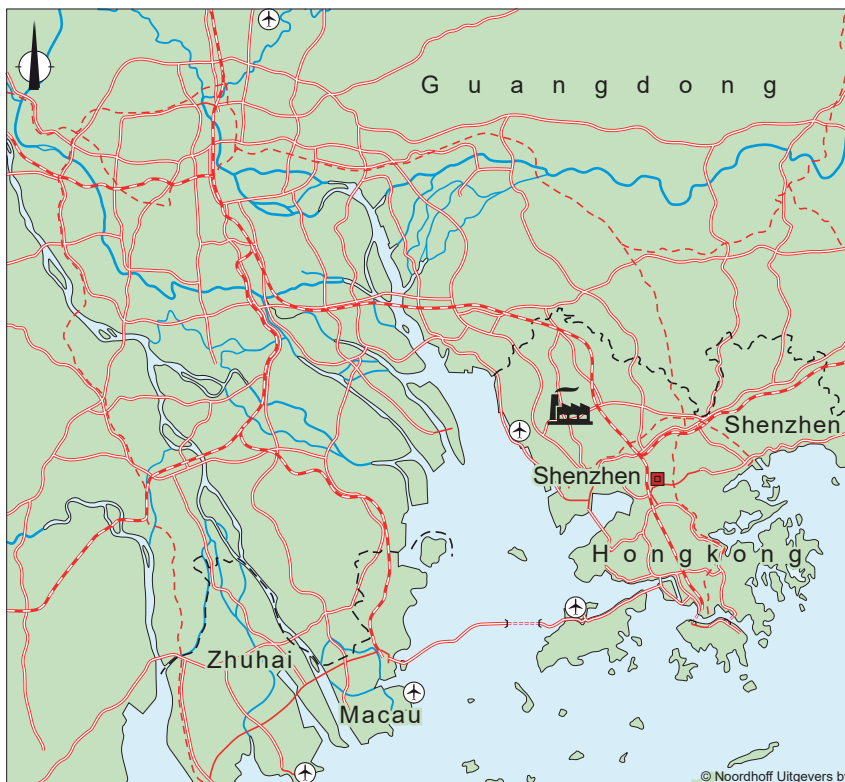 Guangdong
Shenzhen
Shenzhen
Hongkong
Zhuhai
Macau
© Noordhoff Uitgevers bv